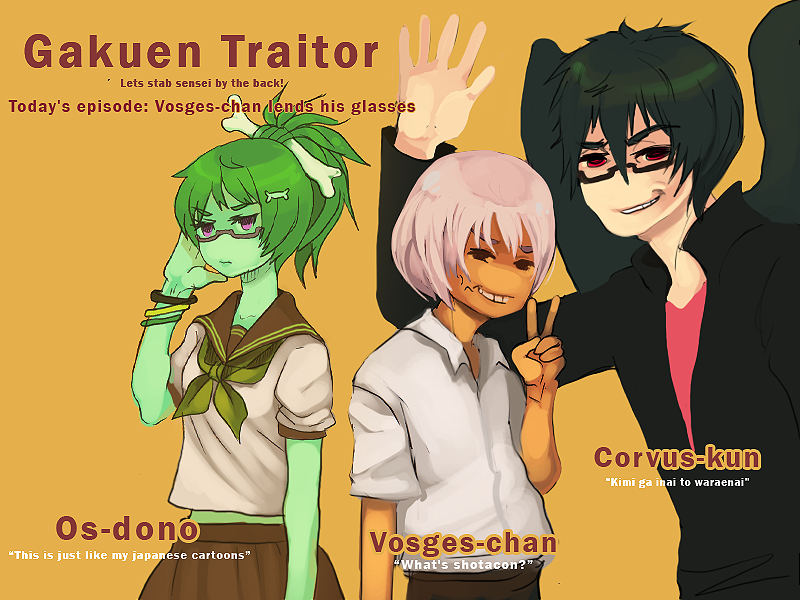 Gakuen Traitor
Lets stab sensei by the back!
Today's episode: Vosges-chan lends his glasses
Corvus-kun
"Kimi ga inai to waraenai"
Os-dono
“This is just like my japanese cartoons”
Vosges-chan
“What's shotacon?”